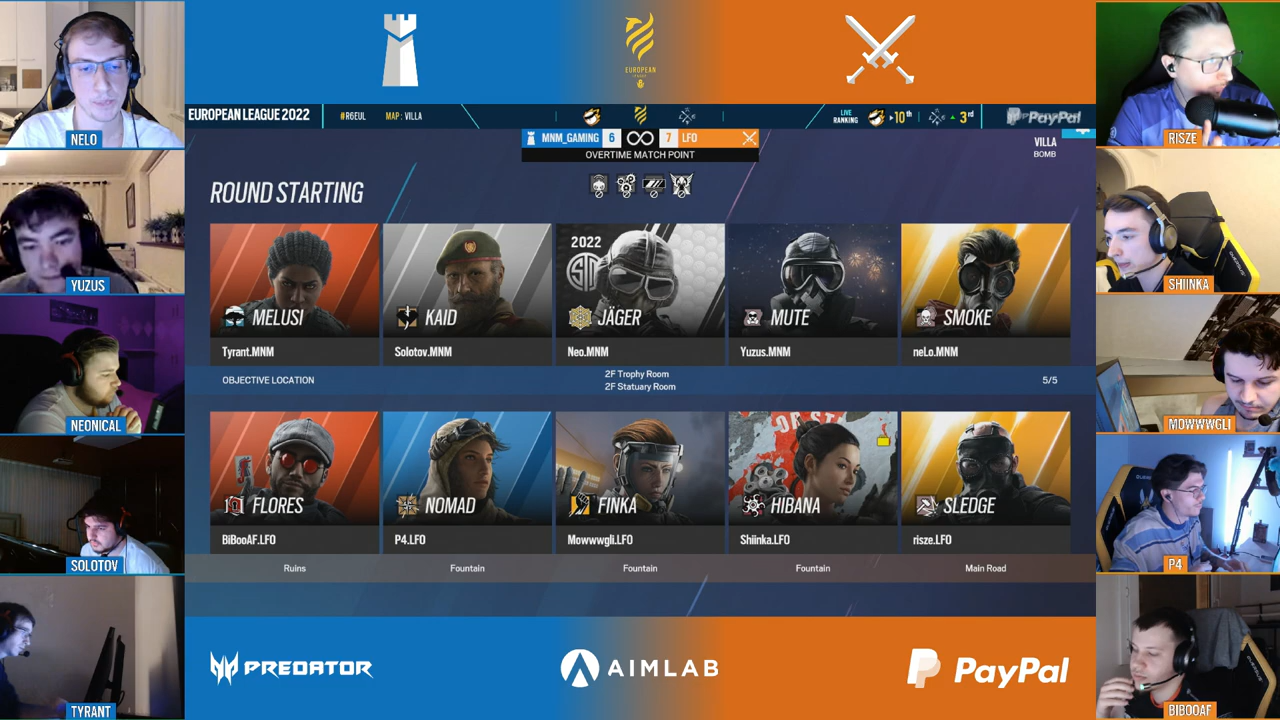 EUROPEAN
LEAGUE
EUROPEAN LEAGUE 2022
#R6EUL
MAP: VILLA
LIVE
RANKING
10th
3rd
PayPal
MNM_GAMING 6
7 LFO
OVERTIME MATCH POINT
VILLA
BOMB
ROUND STARTING
MELUSI
KAID
2022
JÄGER
MUTE
SMOKE
Tyrant.MNM
Solotov.MNM
Neo.MNM
Yuzus.MNM
neLo.MNM
OBJECTIVE LOCATION
2F Trophy Room
2F Statuary Room
5/5
FLORES
NOMAD
FINKA
HIBANA
SLEDGE
BiBooAF.LFO
P4.LFO
Mowwwgli.LFO
Shiinka.LFO
risze.LFO
Ruins
Fountain
Fountain
Fountain
Main Road
PREDATOR
AIMLAB
PayPal
NELO
YUZUS
NEONICAL
SOLOTOV
TYRANT
RISZE
SHIINKA
MOWWWGLI
P4
BIBOOAF